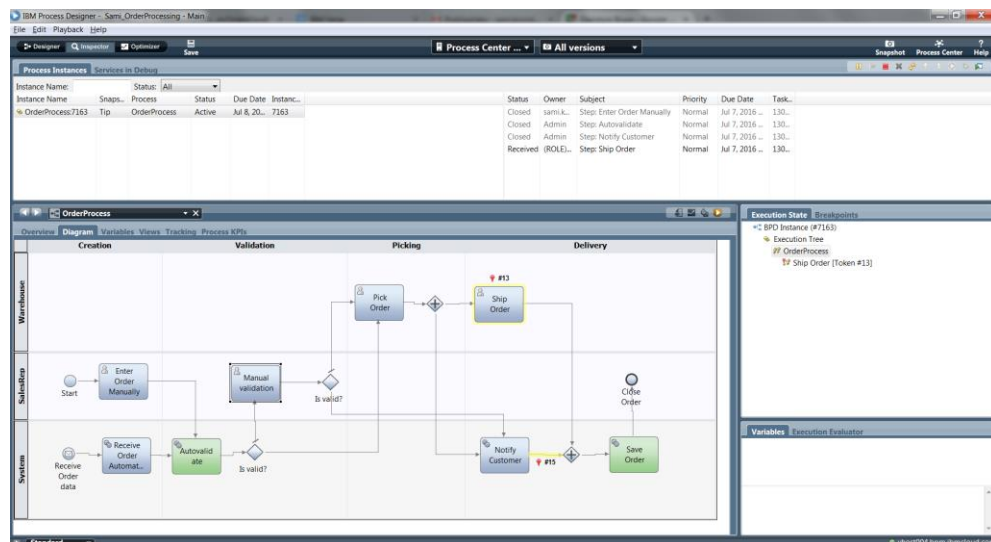 IBM Process Designer - Sami_OrderProcessing - Main
File Edit Playback Help
Designer Inspector Optimizer Save Process Center ... All versions Snapshot Process Center Help
Process Instances Services in Debug
Instance Name: Status: All
Instance Name Snaps... Process Status Due Date Instanc...
OrderProcess:7163 Tip OrderProcess Active Jul 8, 20... 7163
Status Owner Subject Priority Due Date Task...
Closed sami.k... Step: Enter Order Manually Normal Jul 7, 2016 ... 130...
Closed Admin Step: Autovalidate Normal Jul 7, 2016 ... 130...
Closed Admin Step: Notify Customer Normal Jul 7, 2016 ... 130...
Received (ROLE)... Step: Ship Order Normal Jul 7, 2016 ... 130...
OrderProcess
Overview Diagram Variables Views Tracking Process KPIs
Creation Validation Picking Delivery
Warehouse
Pick
Order
#13
Ship
Order
SalesRep
Start
Enter
Order
Manually
Manual
validation
Is valid?
Close
Order
System
Receive
Order
data
Receive
Order
Automat...
Autovalid
ate
Is valid?
Notify
Customer
#15
Save
Order
Execution State Breakpoints
BPD Instance (#7163)
Execution Tree
OrderProcess
Ship Order [Token #13]
Variables Execution Evaluator
Standard